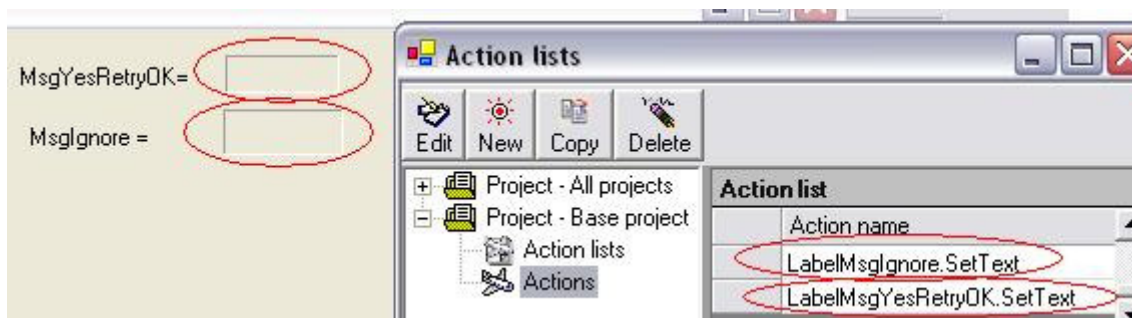 MsgYesRetryOK=
MsgIgnore =
Action lists
Edit New Copy Delete
Project - All projects
Project - Base project
Action lists
Actions
Action list
Action name
LabelMsgIgnore.SetText
LabelMsgYesRetryOK.SetText